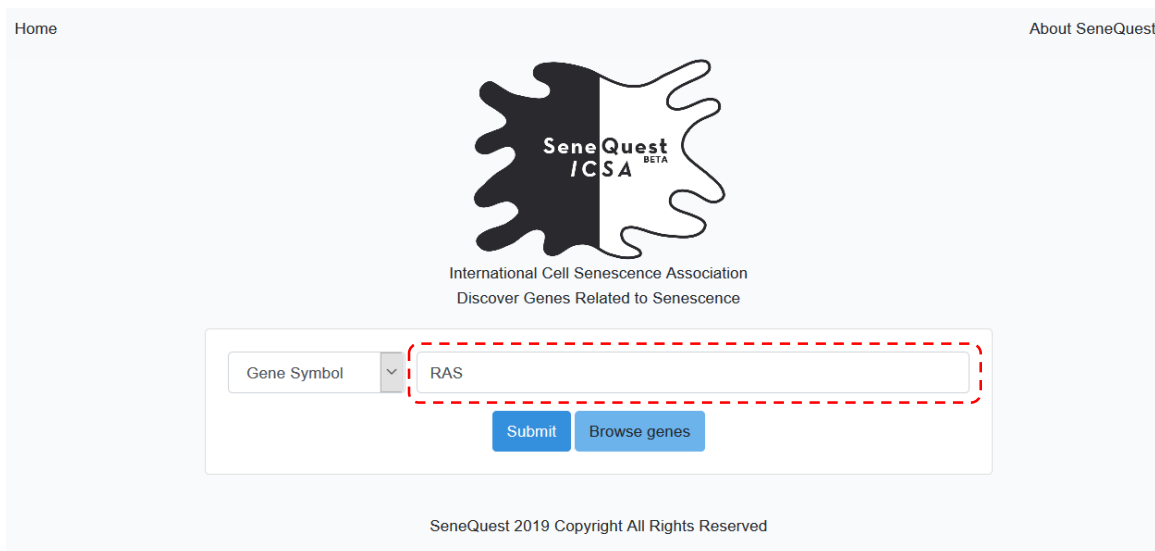 Home
About SeneQuest
SeneQuest
BETA
ICSA
International Cell Senescence Association
Discover Genes Related to Senescence
Gene Symbol
RAS
Submit
Browse genes
SeneQuest 2019 Copyright All Rights Reserved